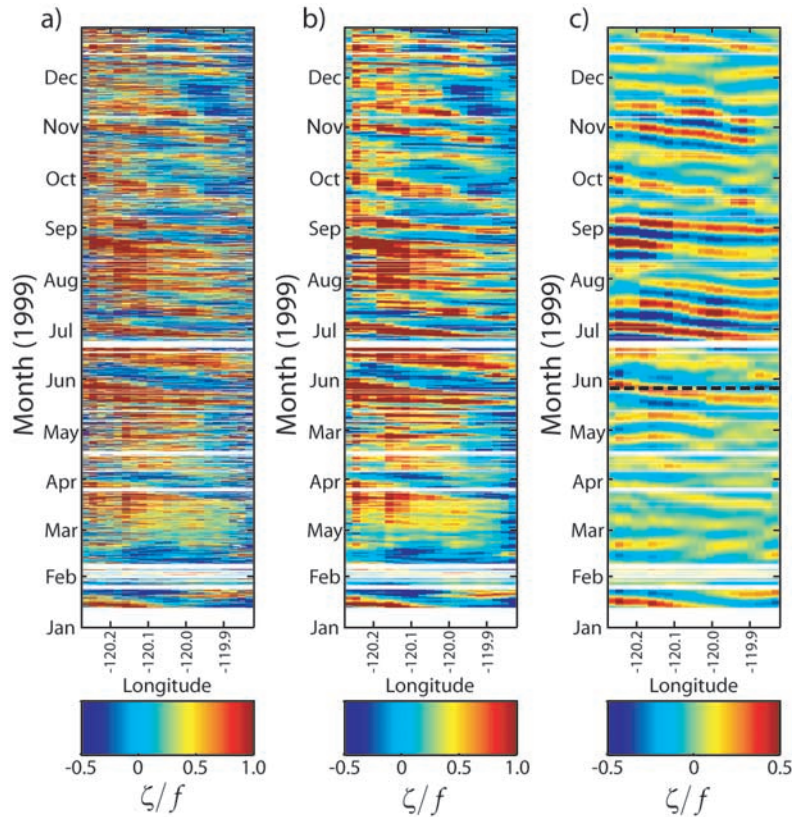 a)
b)
c)
Dec
Nov
Oct
Sep
Aug
Jul
Jun
May
Apr
Mar
Feb
Jan
Month (1999)
-120.2
-120.1
-120.0
-119.9
Longitude
-0.5
0
0.5
1.0
ζ/f
Dec
Nov
Oct
Sep
Aug
Jul
Jun
Mar
Apr
May
Feb
Jan
Month (1999)
-120.2
-120.1
-120.0
-119.9
Longitude
-0.5
0
0.5
1.0
ζ/f
Dec
Nov
Oct
Sep
Aug
Jul
Jun
May
Apr
Mar
Feb
Jan
Month (1999)
-120.2
-120.1
-120.0
-119.9
Longitude
-0.5
0
0.5
ζ/f